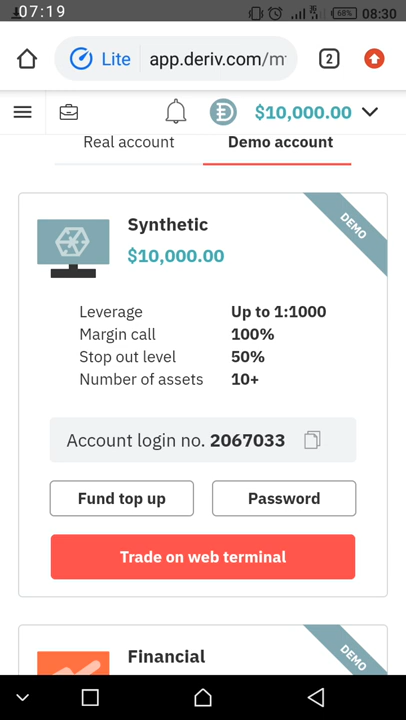 07:19
68%
08:30
Lite
app.deriv.com/m
2
$10,000.00
Real account
Demo account
DEMO
Synthetic
$10,000.00
Leverage Up to 1:1000
Margin call 100%
Stop out level 50%
Number of assets 10+
Account login no. 2067033
Fund top up
Password
Trade on web terminal
DEMO
Financial